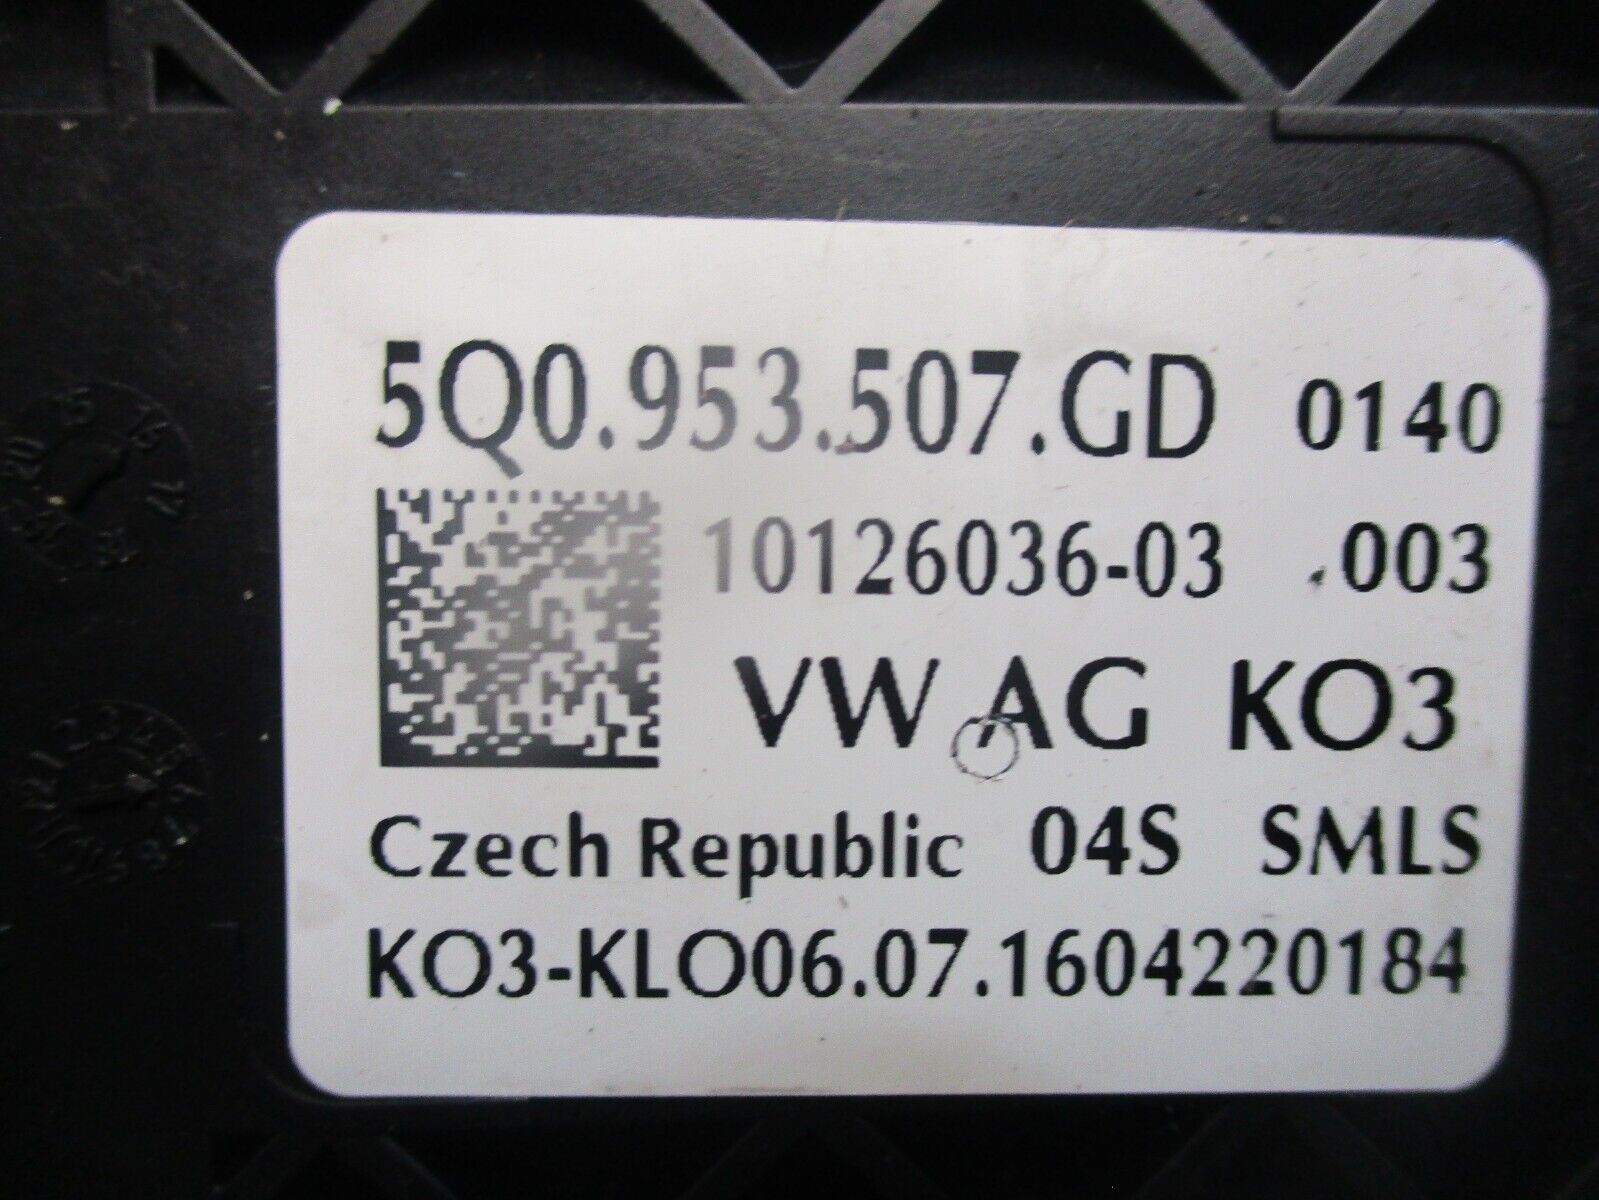 5Q0.953.507.GD 0140
10126036-03 .003
VW AG KO3
Czech Republic 04S SMLS
KO3-KLO06.07.1604220184